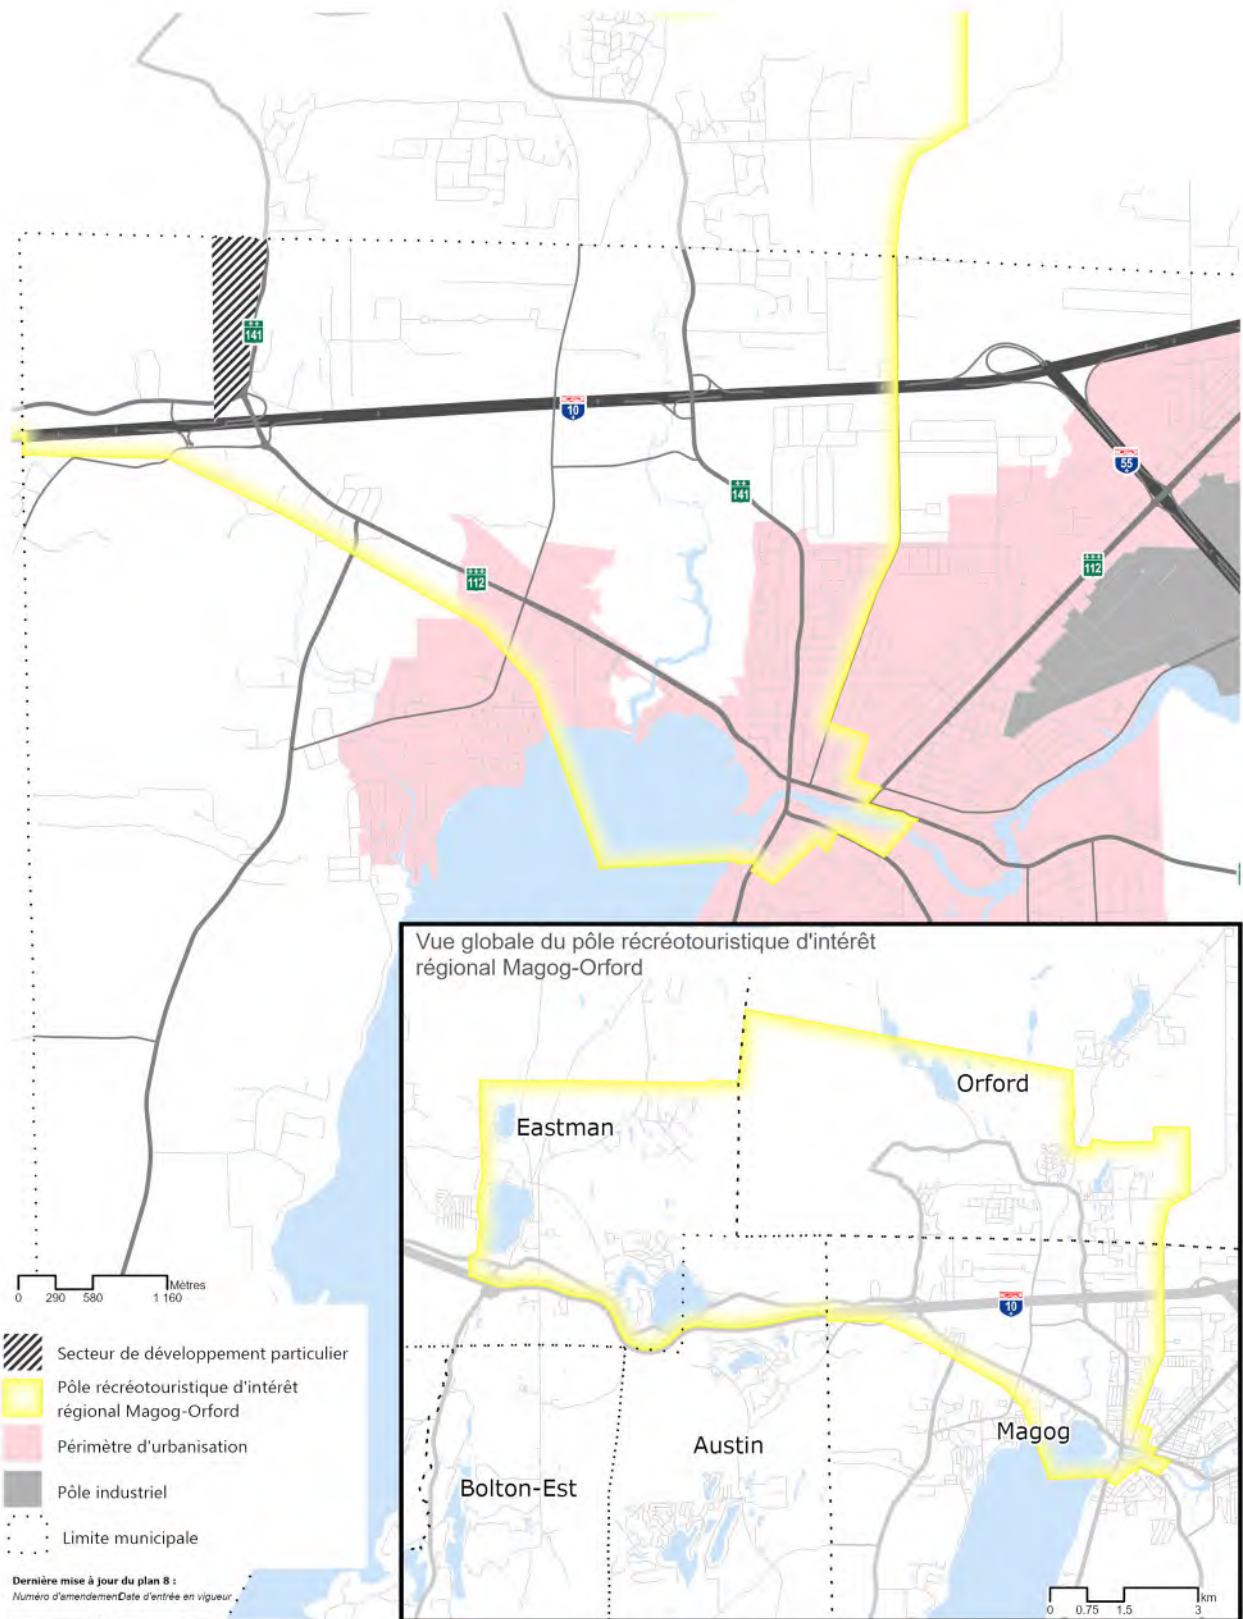 141
10
55
141
112
112
Vue globale du pôle récréotouristique d'intérêt
régional Magog-Orford
Orford
Eastman
10
Magog
Austin
Bolton-Est
0 0.75 1.5 3 km
Mètres
0 290 580 1 160
Secteur de développement particulier
Pôle récréotouristique d'intérêt
régional Magog-Orford
Périmètre d'urbanisation
Pôle industriel
Limite municipale
Dernière mise à jour du plan 8 :
Numéro d'amendement Date d'entrée en vigueur